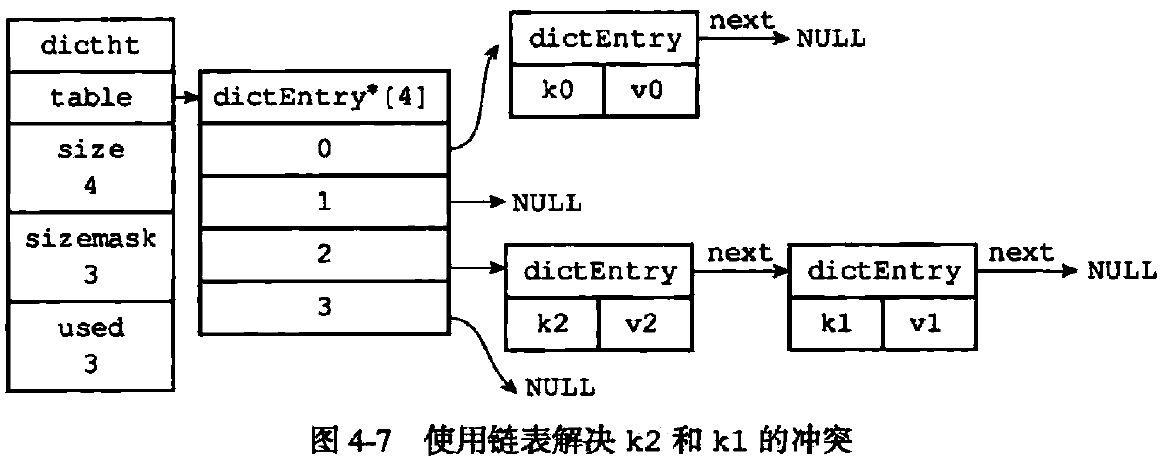 dictht
table
size
4
sizemask
3
used
3
dictEntry*[4]
0
1
2
3
dictEntry
k0 v0
next
NULL
NULL
dictEntry
k2 v2
next
dictEntry
k1 v1
next
NULL
NULL
图 4-7 使用链表解决 k2 和 k1 的冲突